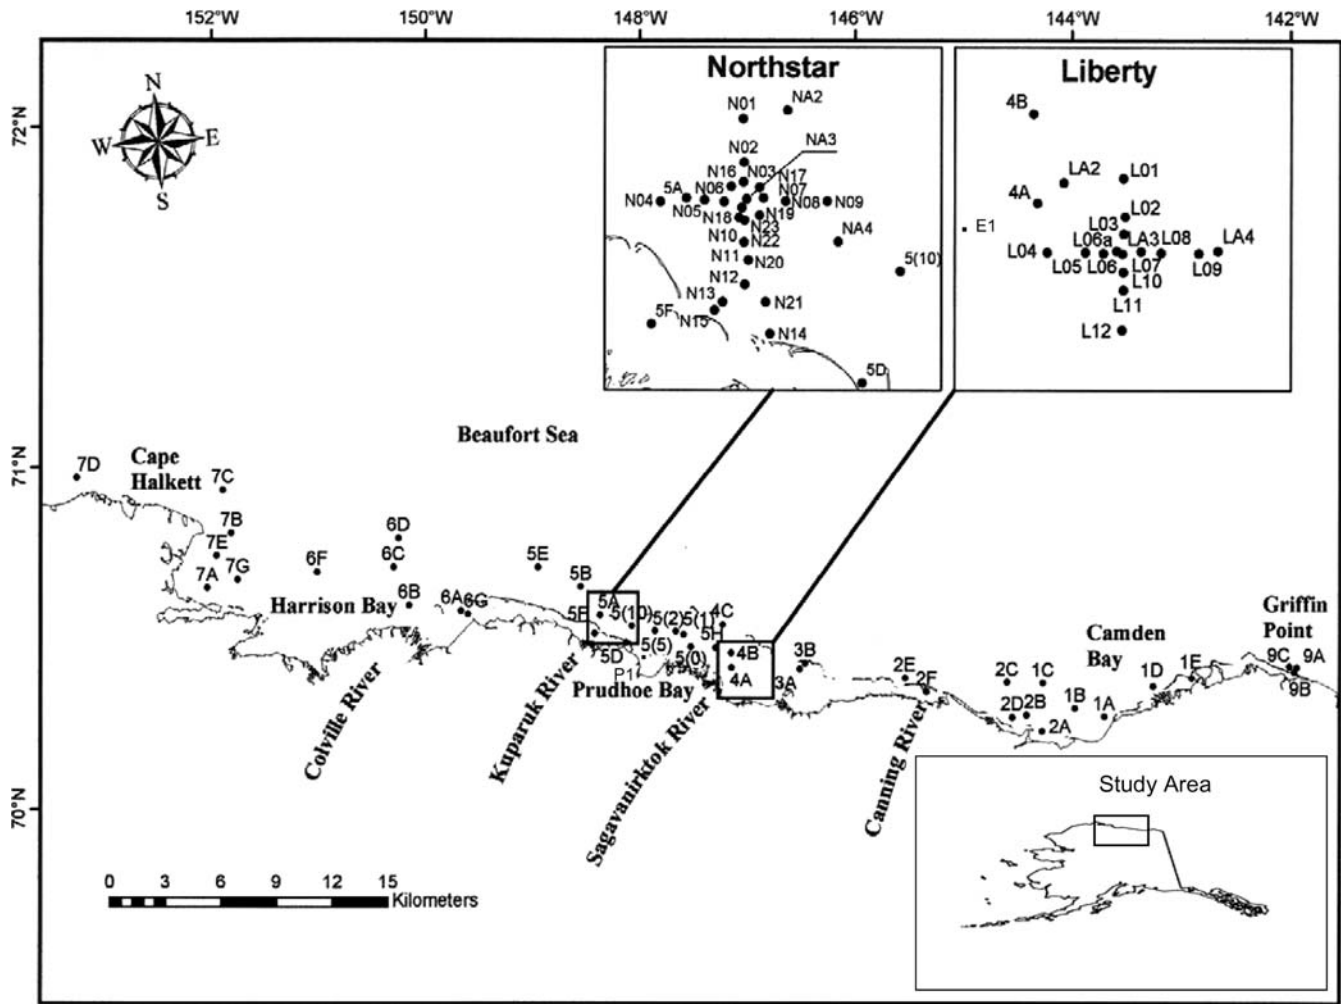 152°W 150°W 148°W 146°W 144°W 142°W
72°N
71°N
70°N
N
W E
S
Northstar
N01
NA2
N02
NA3
N16
N03
N17
5A
N06
N07
N04
N05
N08
N09
N18
N19
N23
N10
N22
NA4
N11
N20
5(10)
N12
N13
N21
5F
N15
N14
5D
Liberty
4B
LA2
L01
4A
L02
E1
L03
L06a
LA3
L08
LA4
L04
L05
L06
L07
L09
L10
L11
L12
Beaufort Sea
Cape
Halkett
7D
7C
7B
7E
7A
7G
6F
6D
6C
6B
Harrison Bay
6A
6G
5E
5B
5A
5F
5(10)
5(2)
5(1)
4C
5H
5D
5(5)
5(0)
P1
4B
4A
3B
3A
Prudhoe Bay
2E
2F
2C
1C
2D
2B
2A
1B
1A
Camden
Bay
1D
1E
Griffin
Point
9C
9A
9B
Colville River
Kuparuk River
Sagavanirktok River
Canning River
0 3 6 9 12 15
Kilometers
Study Area